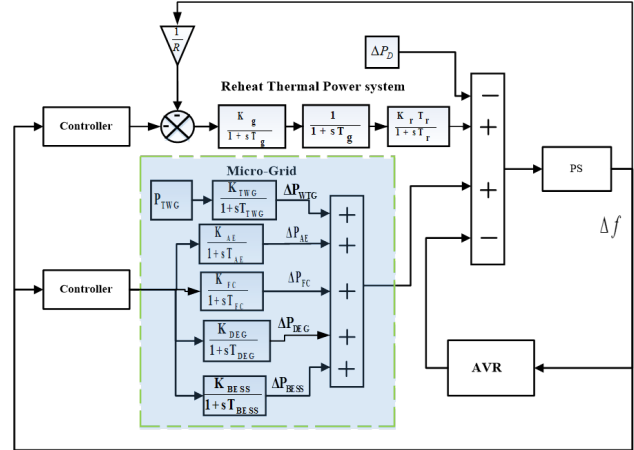 1
R
ΔP_D
Reheat Thermal Power system
Controller
K_g
1 + sT_g
1
1 + sT_g
K_r T_r
1 + sT_r
PS
Δf
Micro-Grid
P_TWG
K_TWG
1+sT_TWG
ΔP_WTG
K_AE
1+sT_AE
ΔP_AE
Controller
K_FC
1+sT_FC
ΔP_FC
K_DEG
1+sT_DEG
ΔP_DEG
K_BESS
1+sT_BESS
ΔP_BESS
AVR